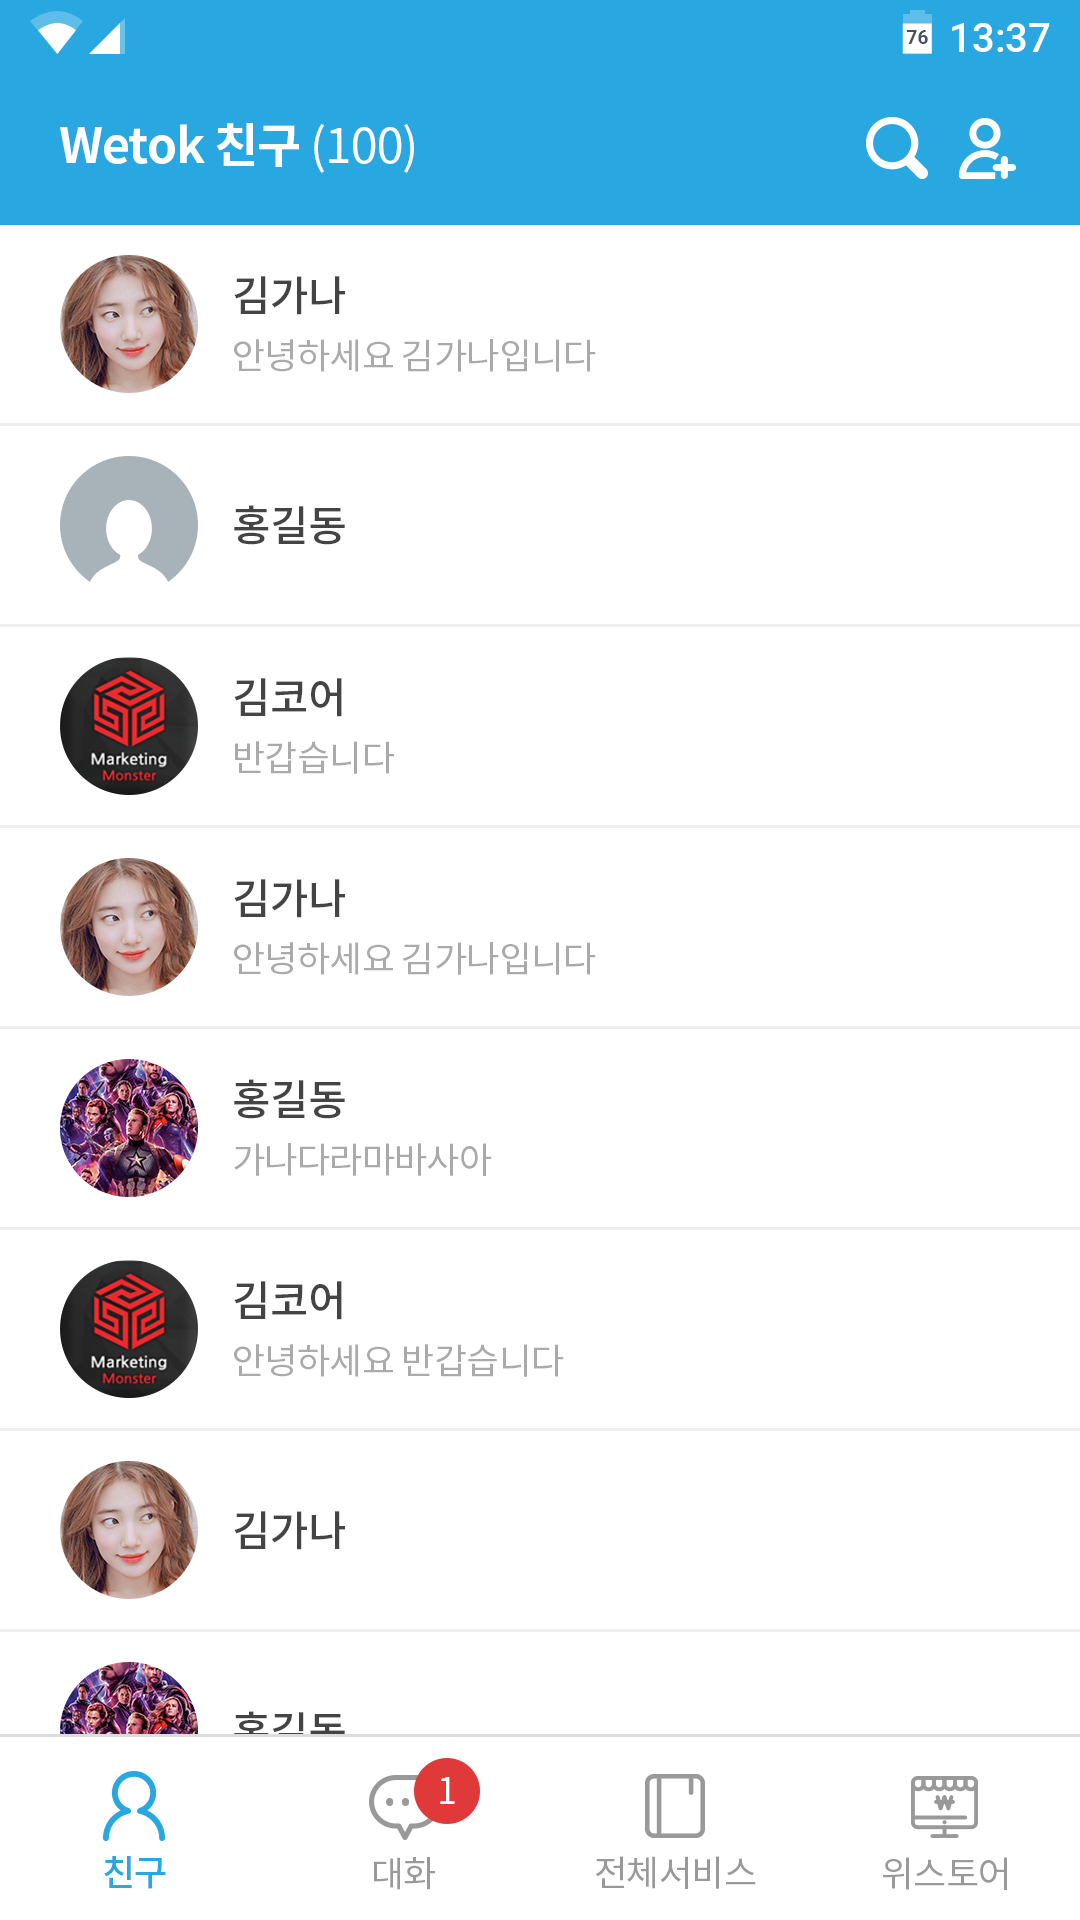 76 13:37
Wetok 친구 (100)
김가나
안녕하세요 김가나입니다
홍길동
Marketing
Monster
김코어
반갑습니다
김가나
안녕하세요 김가나입니다
홍길동
가나다라마바사아
Marketing
Monster
김코어
안녕하세요 반갑습니다
김가나
홍길동
1
친구 대화 전체서비스 위스토어